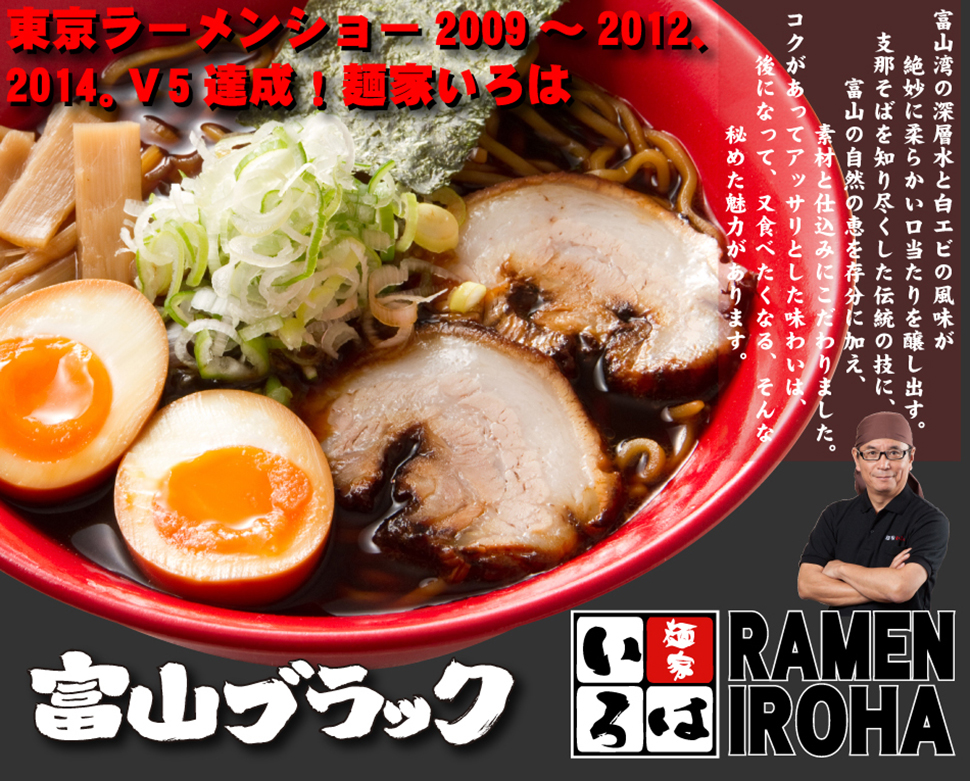 東京ラーメンショー2009～2012、
2014。V5達成！麺家いろは
富山湾の深層水と白エビの風味が
絶妙に柔らかい口当たりを醸し出す。
支那そばを知り尽くした伝統の技に、
富山の自然の恵を存分に加え、
素材と仕込みにこだわりました。
コクがあってアッサリとした味わいは、
後になって、又食べたくなる、そんな
秘めた魅力があります。
富山ブラック
麺家
いろは
RAMEN
IROHA